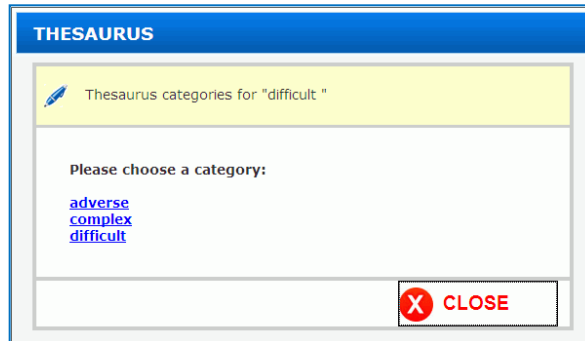 THESAURUS
Thesaurus categories for "difficult "
Please choose a category:
adverse
complex
difficult
X CLOSE